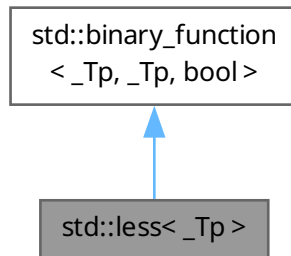 std::binary_function
< _Tp, _Tp, bool >
std::less< _Tp >